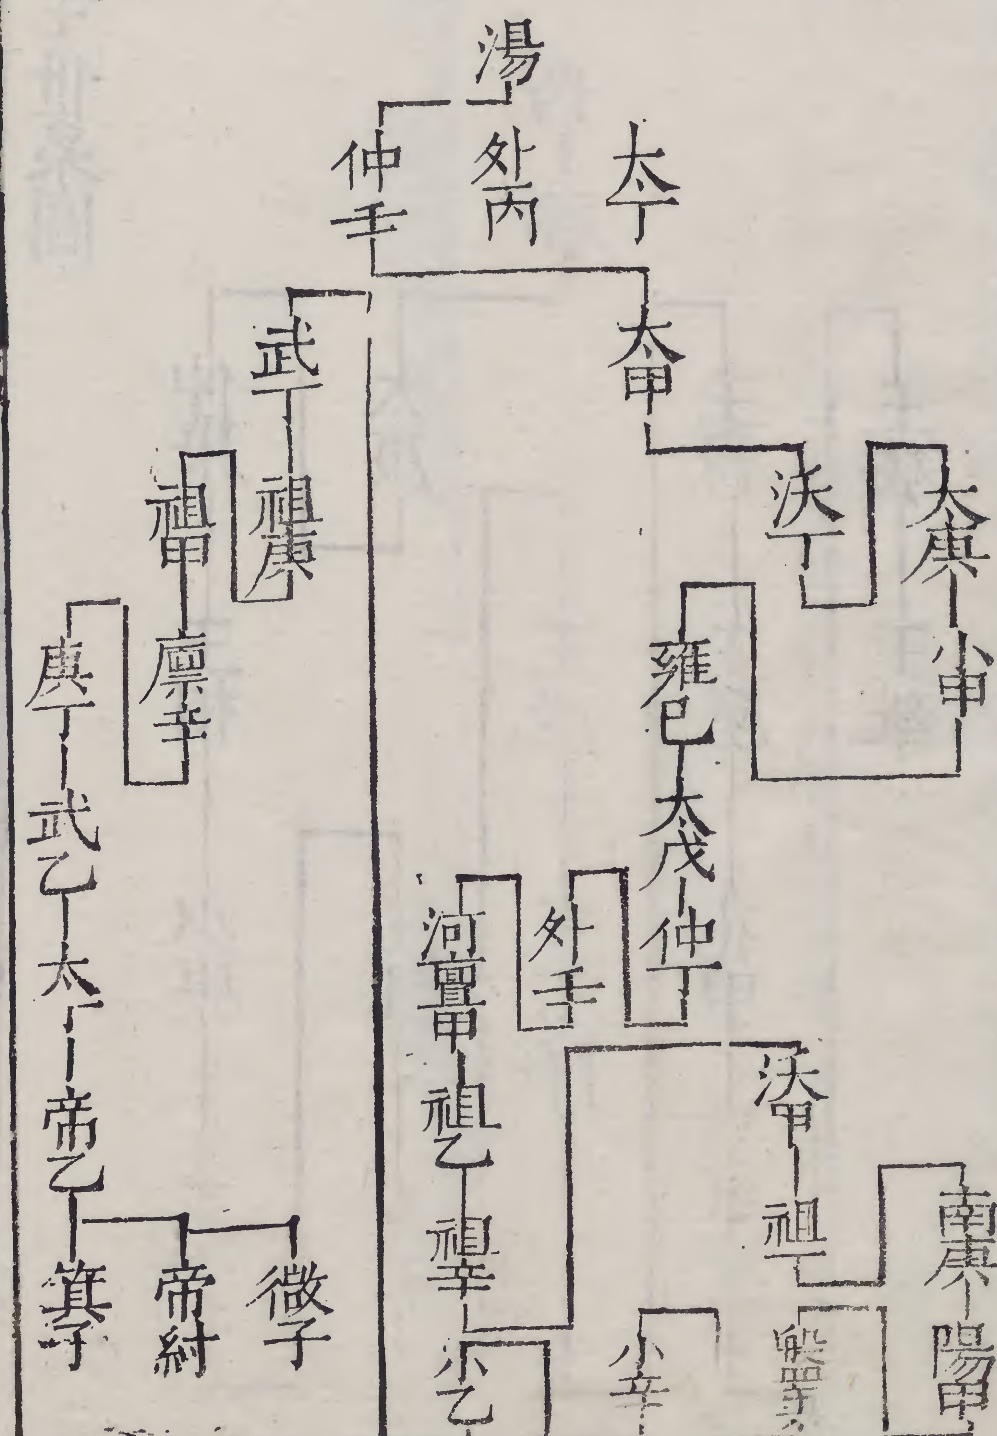 湯
太丁
外丙
仲壬
太甲
沃丁
太庚
小甲
雍巳
太戊
仲丁
外壬
河亶甲
祖乙
祖辛
沃甲
祖丁
南庚
陽甲
小辛
小乙
武丁
祖庚
祖甲
廪辛
庚丁
武乙
太丁
帝乙
微子
帝紂
箕子